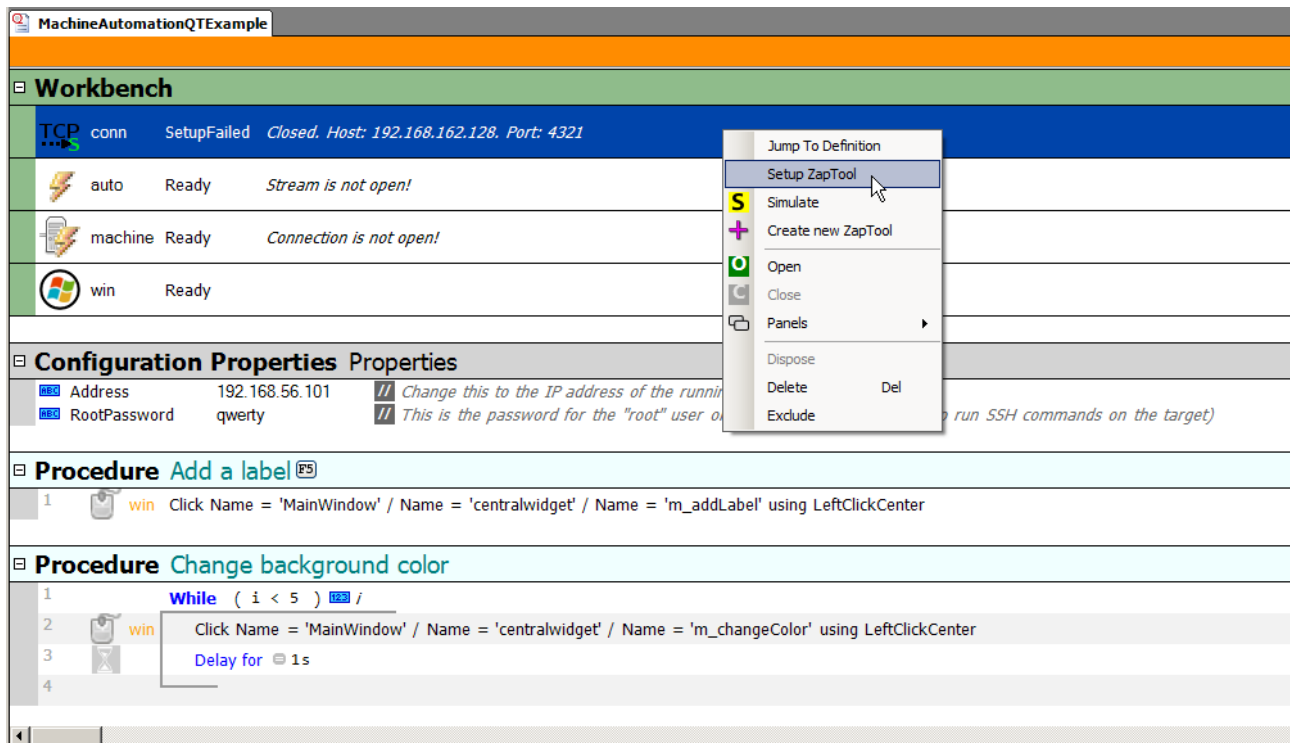 MachineAutomationQTExample
Workbench
TCP S conn SetupFailed Closed. Host: 192.168.162.128. Port: 4321
auto Ready Stream is not open!
machine Ready Connection is not open!
win Ready
Jump To Definition
Setup ZapTool
S Simulate
Create new ZapTool
O Open
C Close
Panels
Dispose
Delete Del
Exclude
Configuration Properties Properties
ABC Address 192.168.56.101 // Change this to the IP address of the
ABC RootPassword qwerty // This is the password for the "root" user run SSH commands on the target)
Procedure Add a label F5
1 win Click Name = 'MainWindow' / Name = 'centralwidget' / Name = 'm_addLabel' using LeftClickCenter
Procedure Change background color
1 While ( i < 5 ) 123 i
2 win Click Name = 'MainWindow' / Name = 'centralwidget' / Name = 'm_changeColor' using LeftClickCenter
3 Delay for = 1s
4